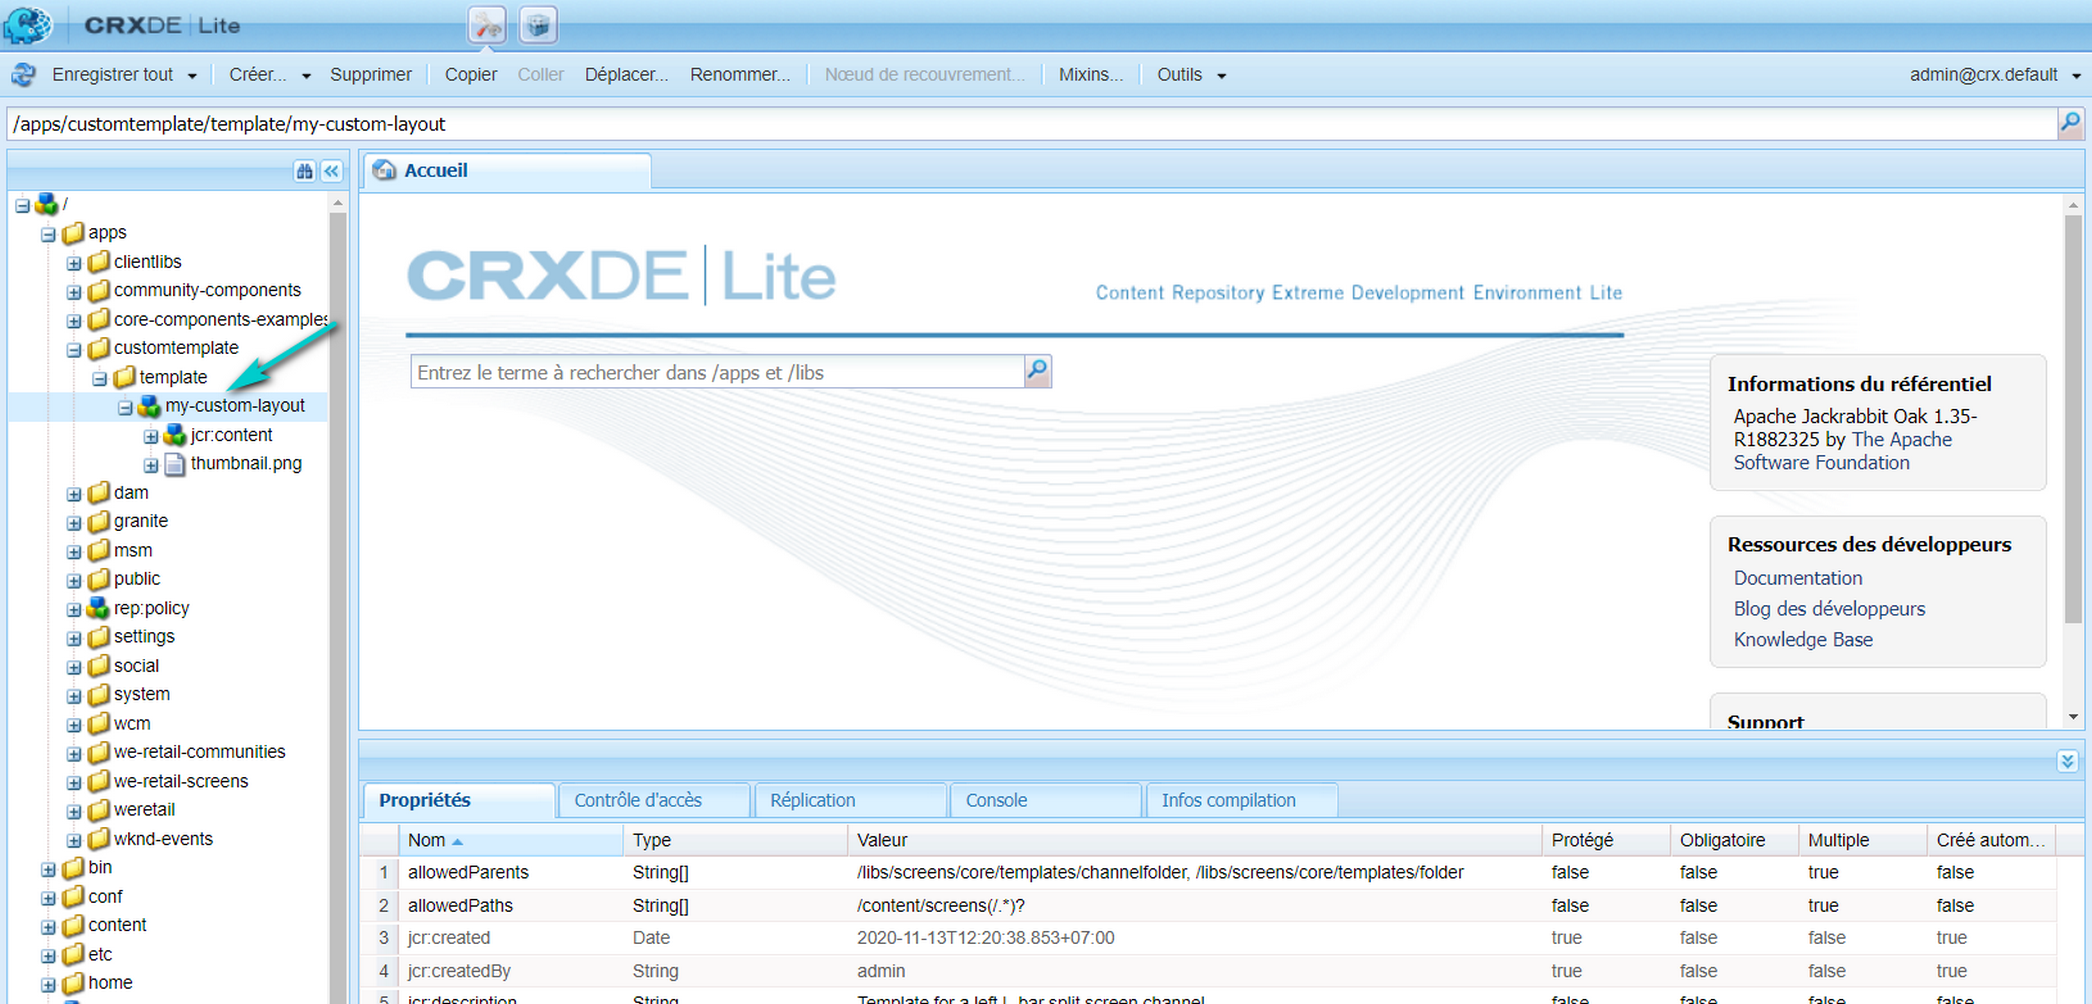 CRXDE | Lite
Enregistrer tout Créer... Supprimer Copier Coller Déplacer... Renommer... Nœud de recouvrement... Mixins... Outils admin@crx.default
/apps/customtemplate/template/my-custom-layout
Accueil
/
apps
clientlibs
community-components
core-components-examples
customtemplate
template
my-custom-layout
jcr:content
thumbnail.png
dam
granite
msm
public
rep:policy
settings
social
system
wcm
we-retail-communities
we-retail-screens
weretail
wknd-events
bin
conf
content
etc
home
CRXDE | Lite
Content Repository Extreme Development Environment Lite
Entrez le terme à rechercher dans /apps et /libs
Informations du référentiel
Apache Jackrabbit Oak 1.35-
R1882325 by The Apache
Software Foundation
Ressources des développeurs
Documentation
Blog des développeurs
Knowledge Base
Support
Propriétés Contrôle d'accès Réplication Console Infos compilation
Nom Type Valeur Protégé Obligatoire Multiple Créé autom...
1 allowedParents String[] /libs/screens/core/templates/channelfolder, /libs/screens/core/templates/folder false false true false
2 allowedPaths String[] /content/screens(/.*)? false false true false
3 jcr:created Date 2020-11-13T12:20:38.853+07:00 true false false true
4 jcr:createdBy String admin true false false true
5 jcr:description String Template for a left L-bar split screen channel false false false false